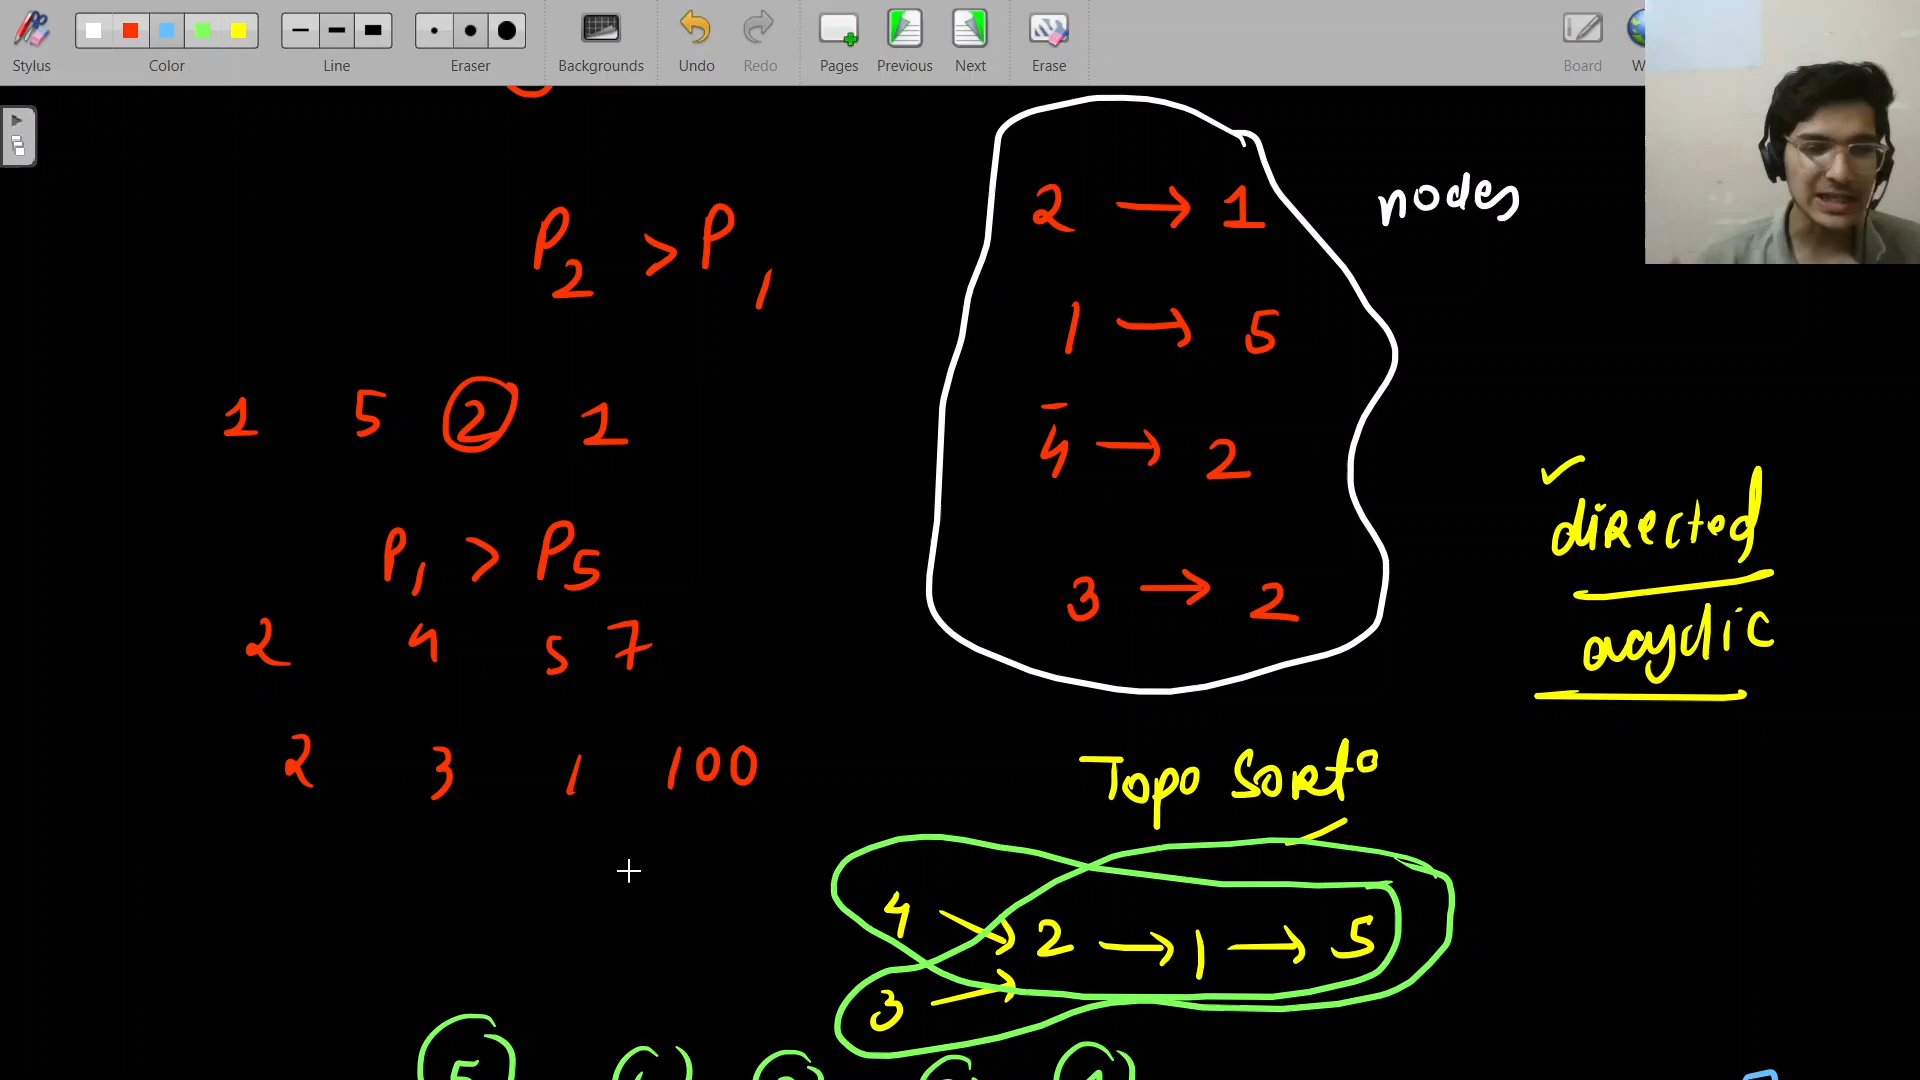 Stylus Color Line Eraser Backgrounds Undo Redo Pages Previous Next Erase Board W
P2 > P1
1 5 2 1
P1 > P5
2 4 5 7
2 3 1 100
2 → 1
1 → 5
4 → 2
3 → 2
nodes
directed
acyclic
Topo Sort
4 → 2 → 1 → 5
3 →
5